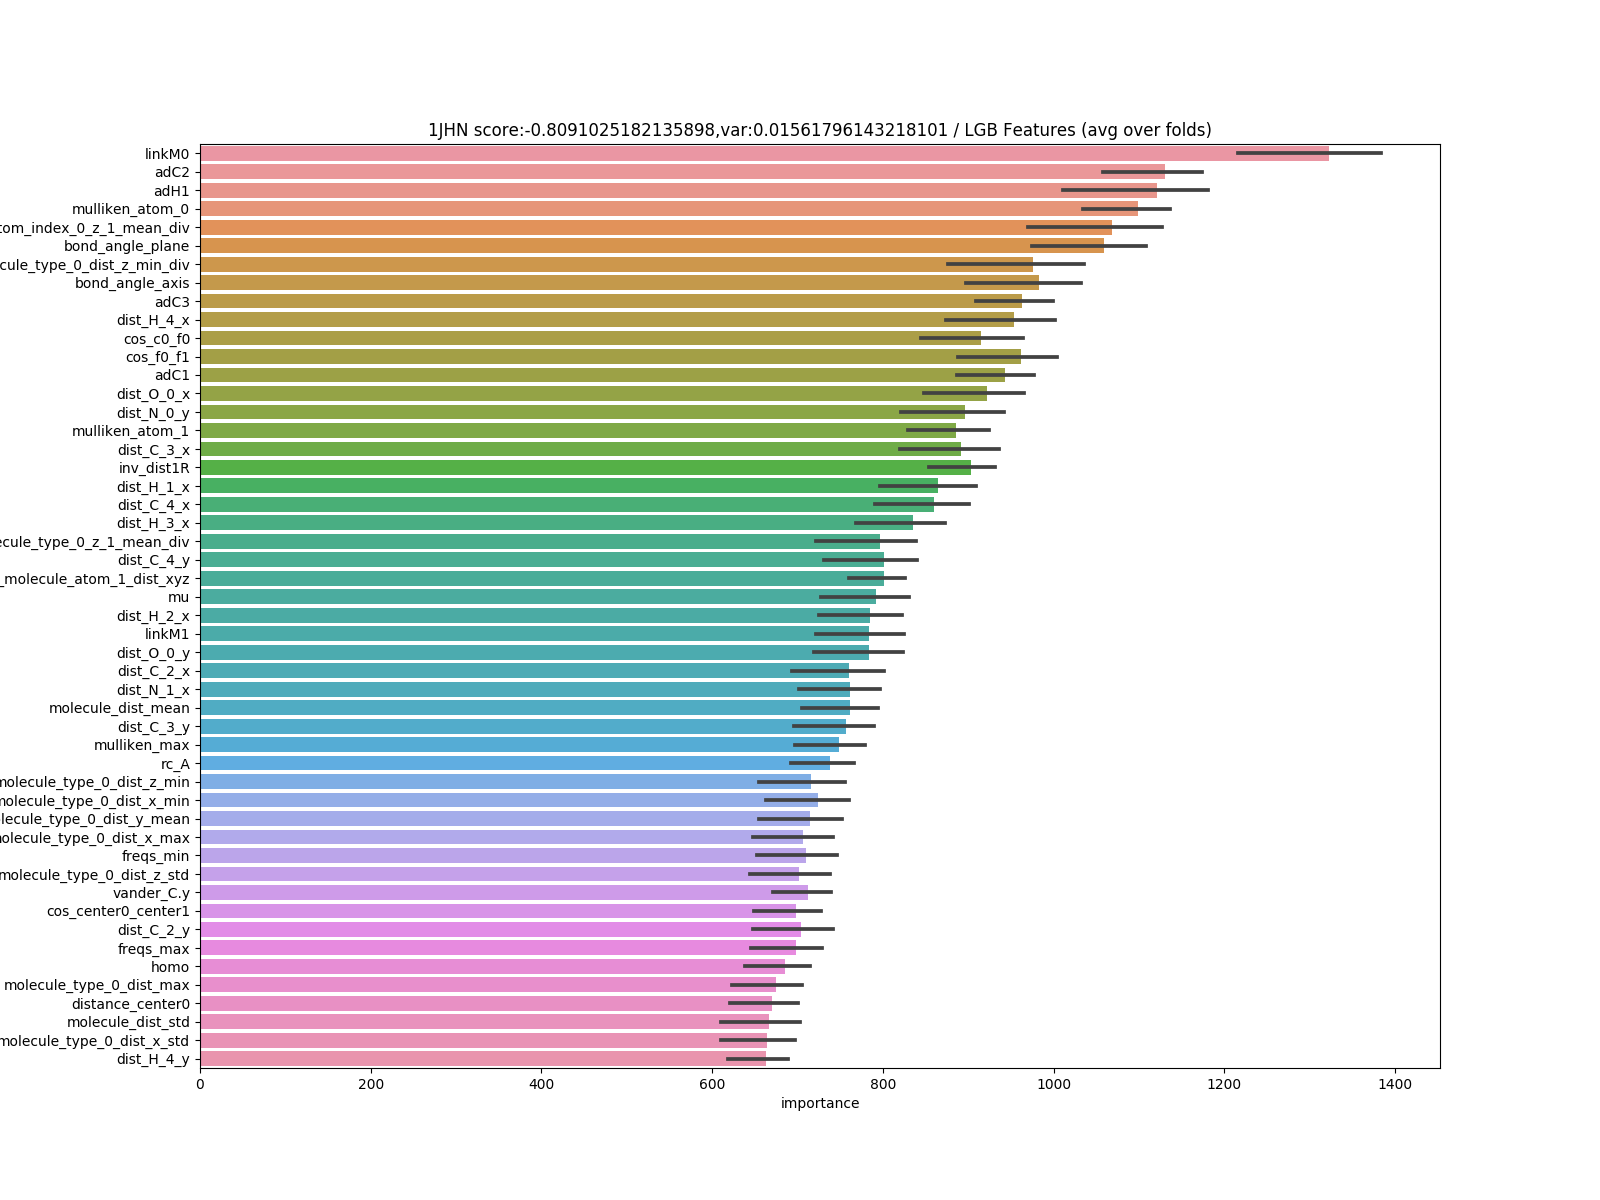 1JHN score:-0.8091025182135898,var:0.01561796143218101 / LGB Features (avg over folds)
linkM0
adC2
adH1
mulliken_atom_0
tom_index_0_z_1_mean_div
bond_angle_plane
cule_type_0_dist_z_min_div
bond_angle_axis
adC3
dist_H_4_x
cos_c0_f0
cos_f0_f1
adC1
dist_O_0_x
dist_N_0_y
mulliken_atom_1
dist_C_3_x
inv_dist1R
dist_H_1_x
dist_C_4_x
dist_H_3_x
ecule_type_0_z_1_mean_div
dist_C_4_y
_molecule_atom_1_dist_xyz
mu
dist_H_2_x
linkM1
dist_O_0_y
dist_C_2_x
dist_N_1_x
molecule_dist_mean
dist_C_3_y
mulliken_max
rc_A
molecule_type_0_dist_z_min
molecule_type_0_dist_x_min
lecule_type_0_dist_y_mean
molecule_type_0_dist_x_max
freqs_min
molecule_type_0_dist_z_std
vander_C.y
cos_center0_center1
dist_C_2_y
freqs_max
homo
molecule_type_0_dist_max
distance_center0
molecule_dist_std
molecule_type_0_dist_x_std
dist_H_4_y
0 200 400 600 800 1000 1200 1400
importance